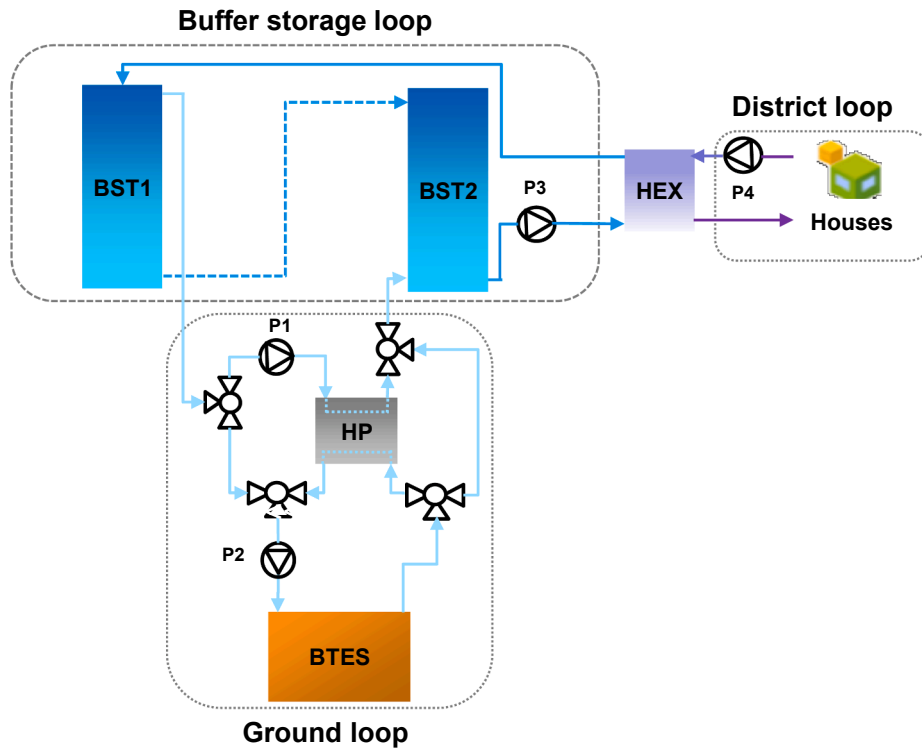 Buffer storage loop
District loop
BST1
BST2
P3
HEX
P4
Houses
P1
HP
P2
BTES
Ground loop